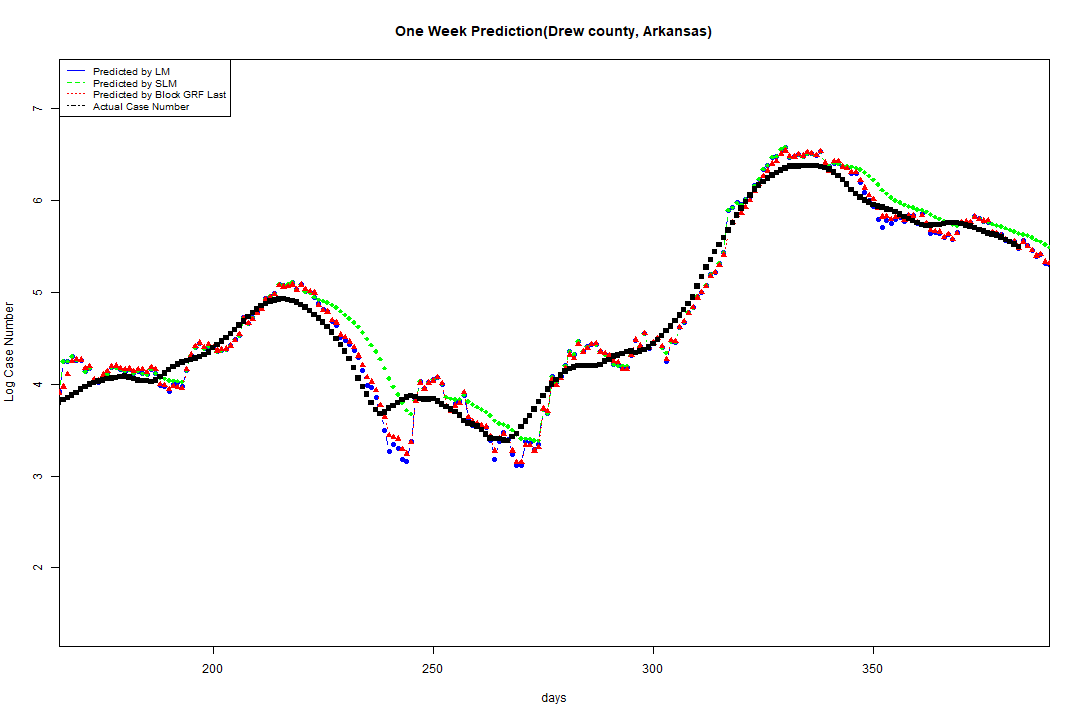 One Week Prediction(Drew county, Arkansas)
Predicted by LM
Predicted by SLM
Predicted by Block GRF Last
Actual Case Number
7
6
5
4
3
2
Log Case Number
200 250 300 350
days